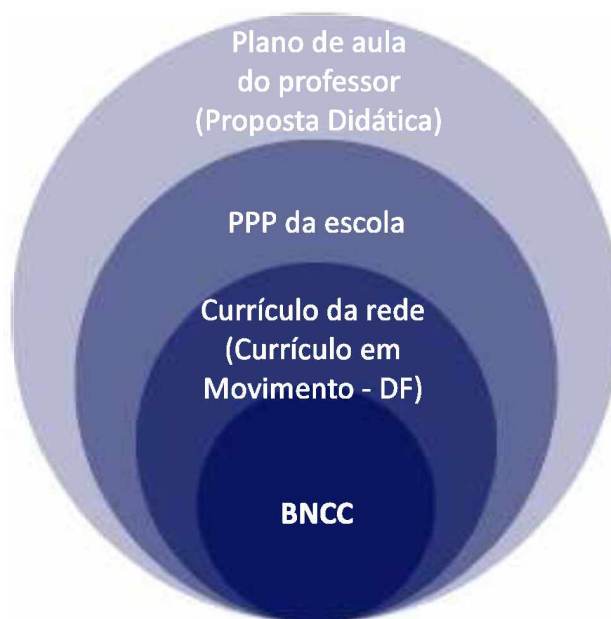 Plano de aula
do professor
(Proposta Didática)
PPP da escola
Currículo da rede
(Currículo em
Movimento - DF)
BNCC